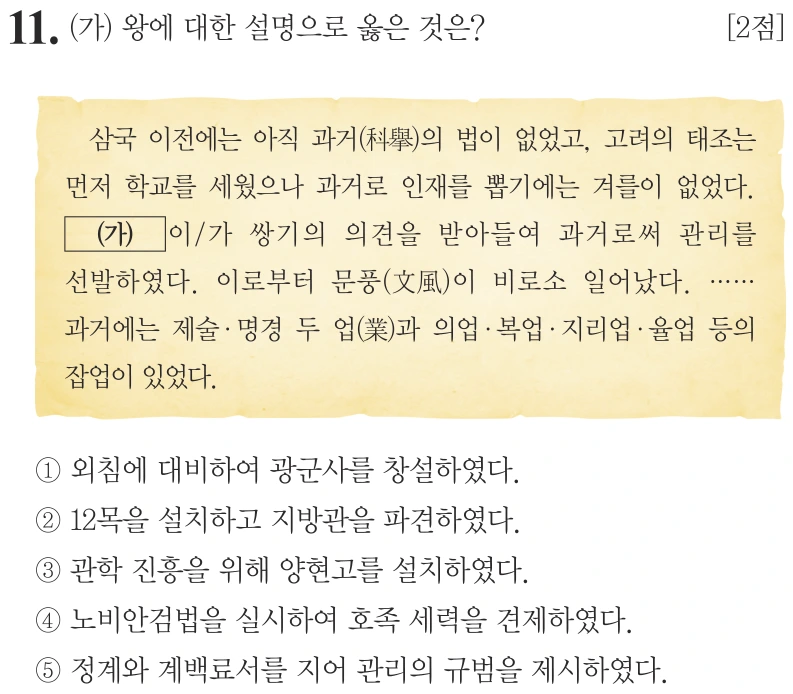 11. (가) 왕에 대한 설명으로 옳은 것은? [2점]
삼국 이전에는 아직 과거(科擧)의 법이 없었고, 고려의 태조는
먼저 학교를 세웠으나 과거로 인재를 뽑기에는 겨를이 없었다.
(가) 이/가 쌍기의 의견을 받아들여 과거로써 관리를
선발하였다. 이로부터 문풍(文風)이 비로소 일어났다. ……
과거에는 제술·명경 두 업(業)과 의업·복업·지리업·율업 등의
잡업이 있었다.
① 외침에 대비하여 광군사를 창설하였다.
② 12목을 설치하고 지방관을 파견하였다.
③ 관학 진흥을 위해 양현고를 설치하였다.
④ 노비안검법을 실시하여 호족 세력을 견제하였다.
⑤ 정계와 계백료서를 지어 관리의 규범을 제시하였다.